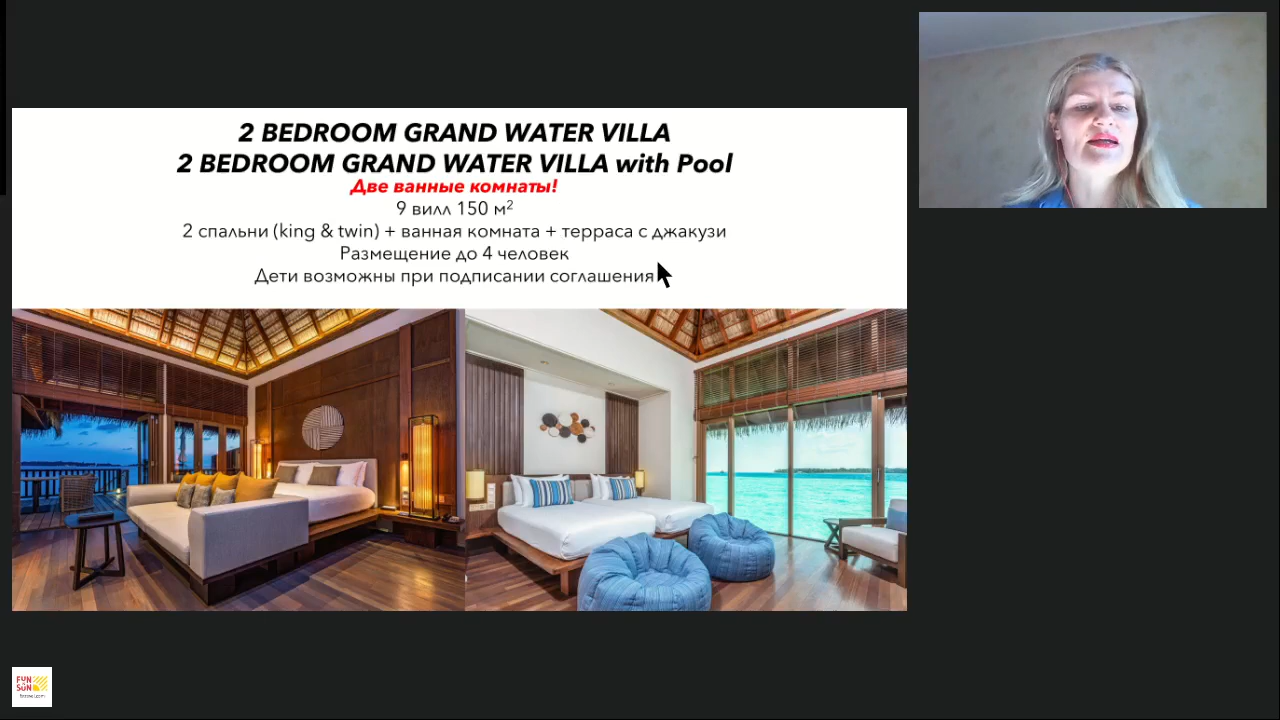 2 BEDROOM GRAND WATER VILLA
2 BEDROOM GRAND WATER VILLA with Pool
Две ванные комнаты!
9 вилл 150 м²
2 спальни (king & twin) + ванная комната + терраса с джакузи
Размещение до 4 человек
Дети возможны при подписании соглашения
FUN
SUN